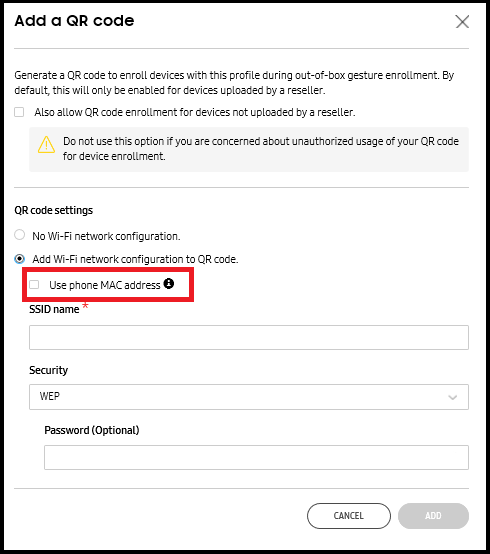 Add a QR code
Generate a QR code to enroll devices with this profile during out-of-box gesture enrollment. By
default, this will only be enabled for devices uploaded by a reseller.
Also allow QR code enrollment for devices not uploaded by a reseller.
Do not use this option if you are concerned about unauthorized usage of your QR code
for device enrollment.
QR code settings
No Wi-Fi network configuration.
Add Wi-Fi network configuration to QR code.
Use phone MAC address
SSID name *
Security
WEP
Password (Optional)
CANCEL
ADD